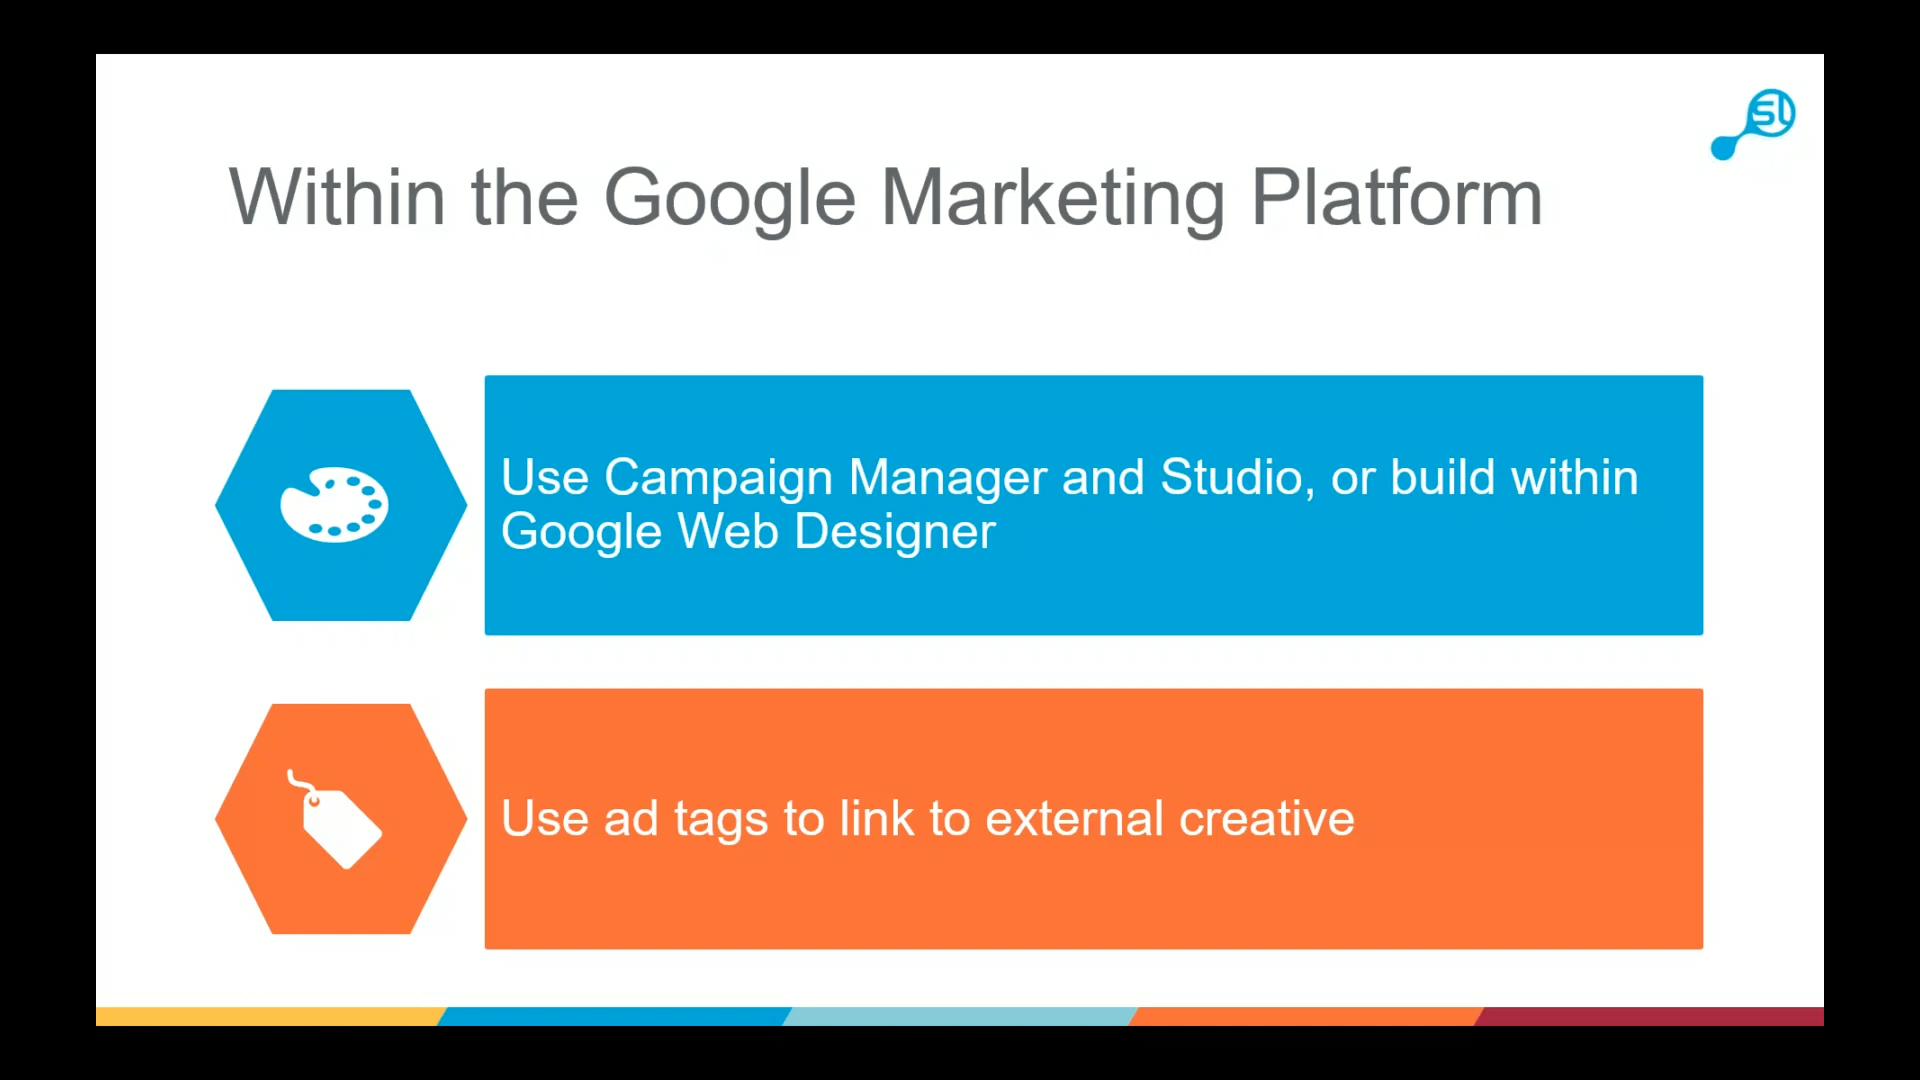 SL
Within the Google Marketing Platform
Use Campaign Manager and Studio, or build within
Google Web Designer
Use ad tags to link to external creative